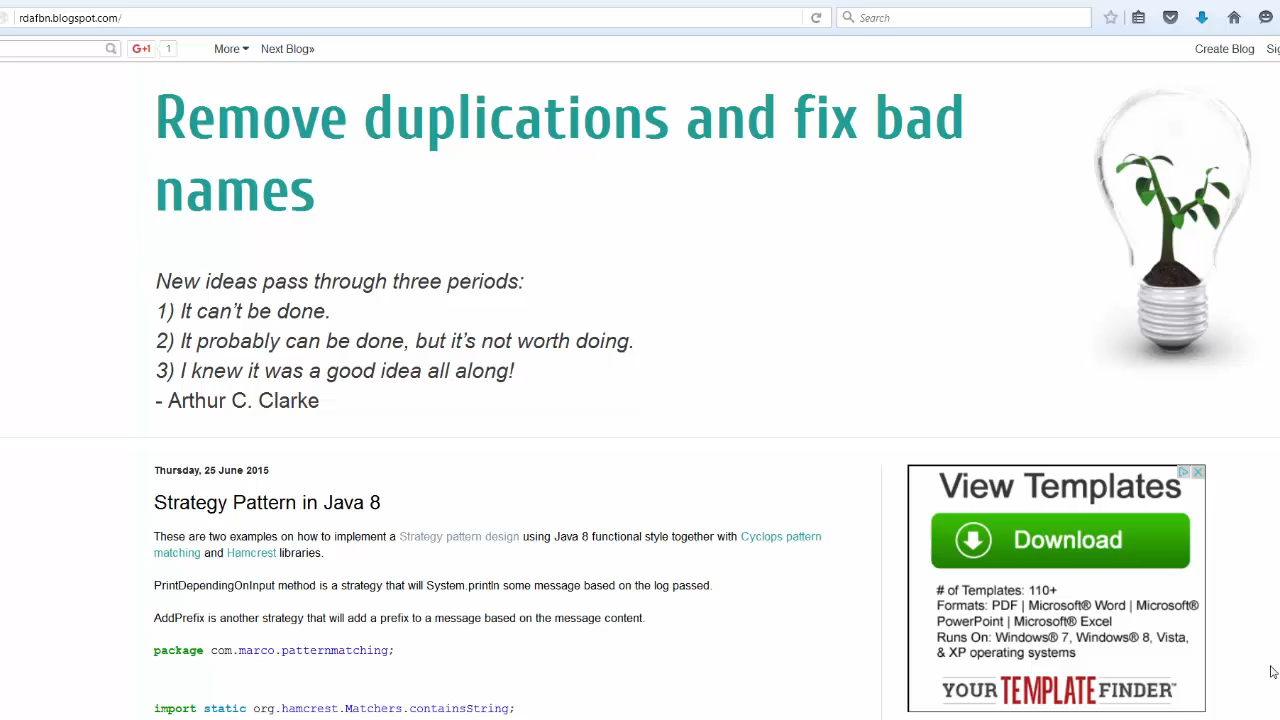 rdafbn.blogspot.com/
Search
G+1 1 More Next Blog»
Create Blog
Remove duplications and fix bad
names
New ideas pass through three periods:
1) It can’t be done.
2) It probably can be done, but it’s not worth doing.
3) I knew it was a good idea all along!
- Arthur C. Clarke
Thursday, 25 June 2015
Strategy Pattern in Java 8
These are two examples on how to implement a Strategy pattern design using Java 8 functional style together with Cyclops pattern
matching and Hamcrest libraries.
PrintDependingOnInput method is a strategy that will System.println some message based on the log passed.
AddPrefix is another strategy that will add a prefix to a message based on the message content.
package com.marco.patternmatching;
import static org.hamcrest.Matchers.containsString;
View Templates
Download
# of Templates: 110+
Formats: PDF | Microsoft® Word | Microsoft®
PowerPoint | Microsoft® Excel
Runs On: Windows® 7, Windows® 8, Vista,
& XP operating systems
YOUR TEMPLATE FINDER™